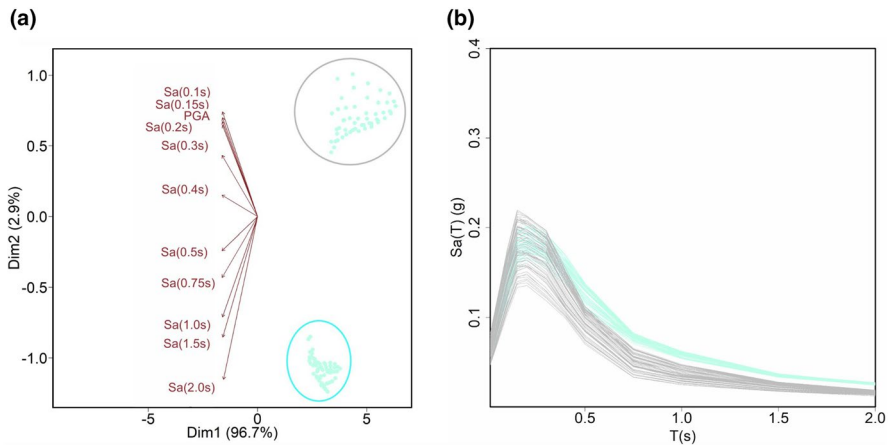 (a)
(b)
1.0
0.5
0.0
-0.5
-1.0
Dim2 (2.9%)
Sa(0.1s)
Sa(0.15s)
PGA
Sa(0.2s)
Sa(0.3s)
Sa(0.4s)
Sa(0.5s)
Sa(0.75s)
Sa(1.0s)
Sa(1.5s)
Sa(2.0s)
-5
0
5
Dim1 (96.7%)
0.4
0.3
0.2
0.1
Sa(T) (g)
0.5
1.0
1.5
2.0
T(s)